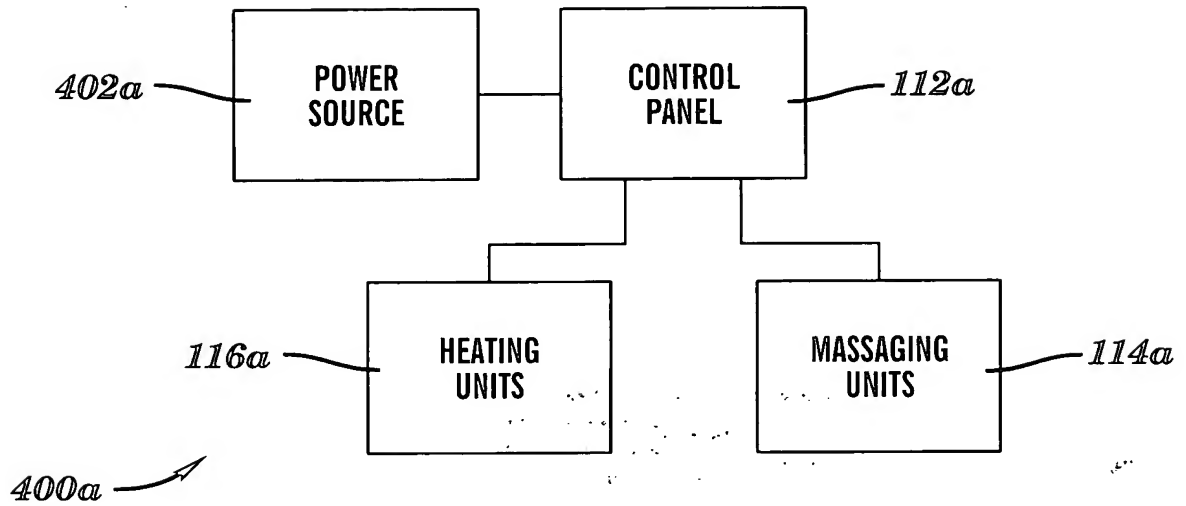 402a
POWER
SOURCE
CONTROL
PANEL
112a
116a
HEATING
UNITS
MASSAGING
UNITS
114a
400a